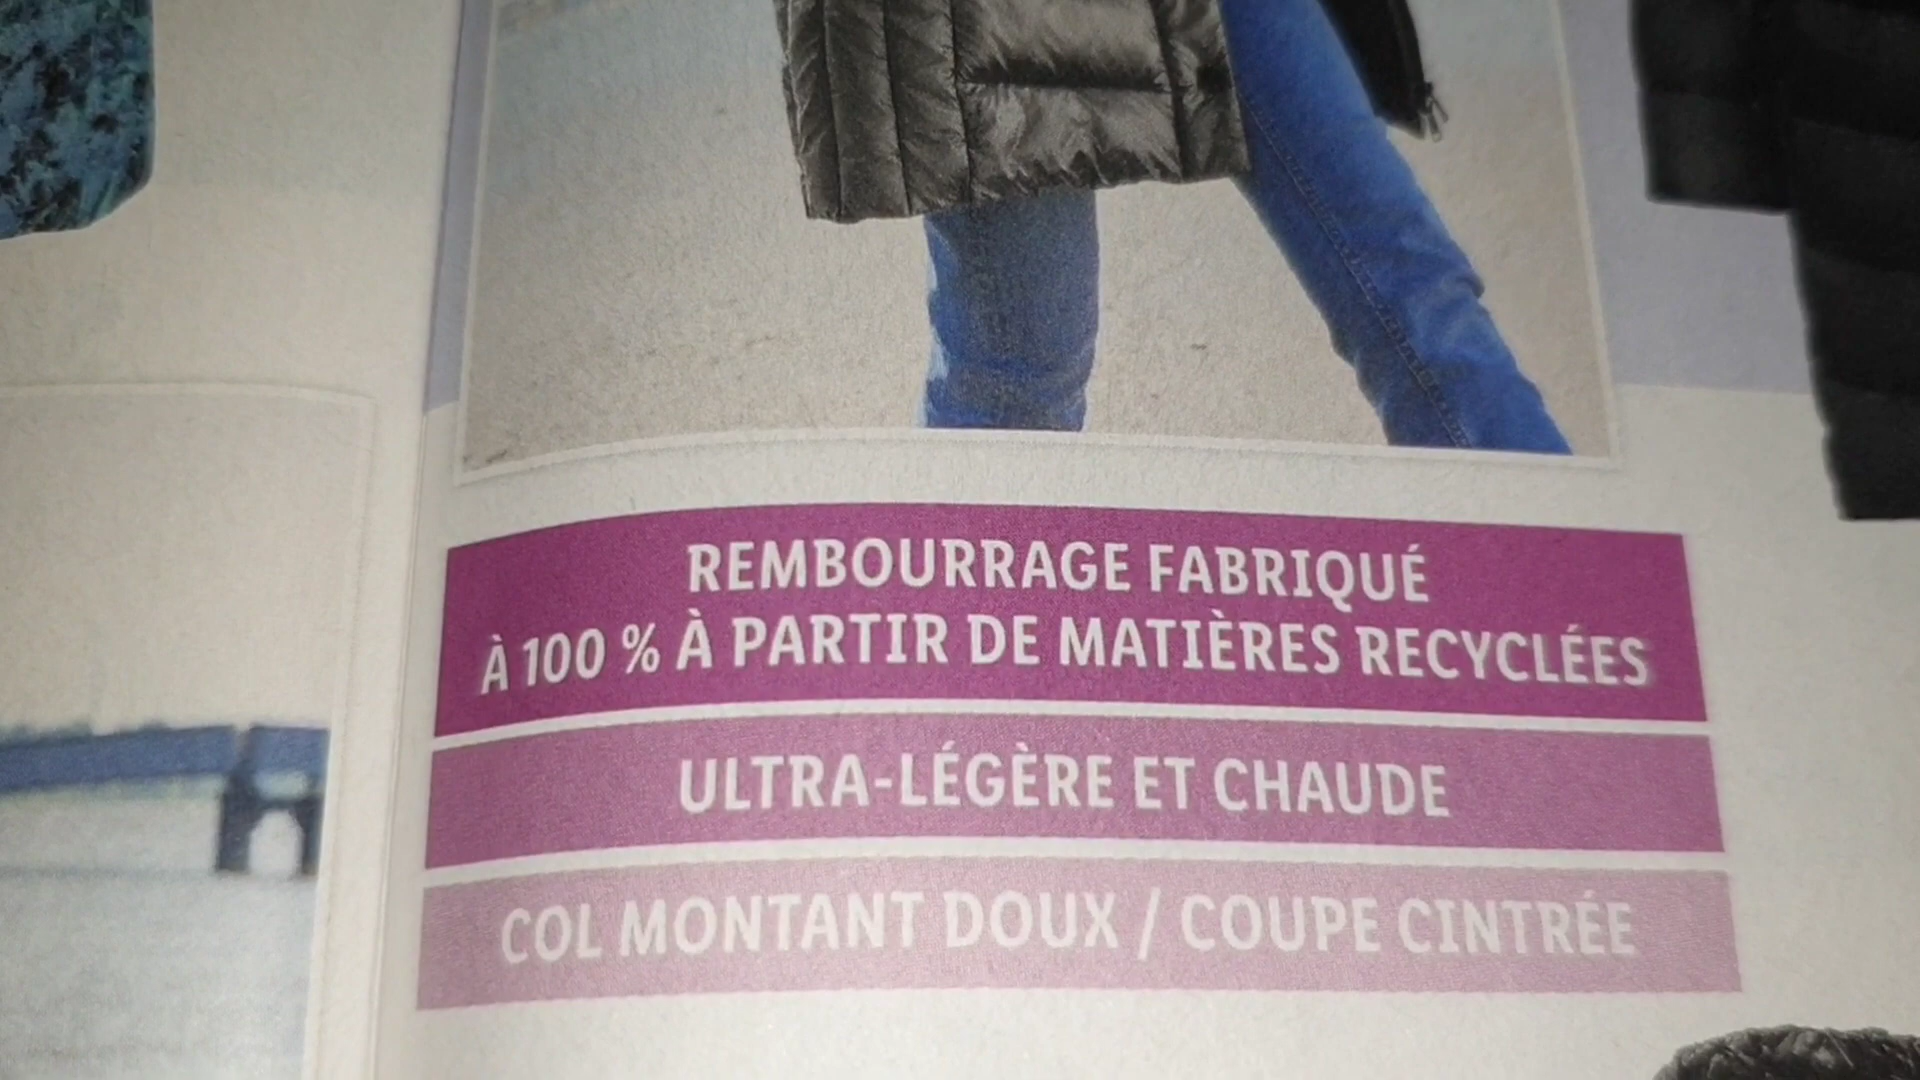 REMBOURRAGE FABRIQUÉ
À 100 % À PARTIR DE MATIÈRES RECYCLÉES
ULTRA-LÉGÈRE ET CHAUDE
COL MONTANT DOUX / COUPE CINTRÉE